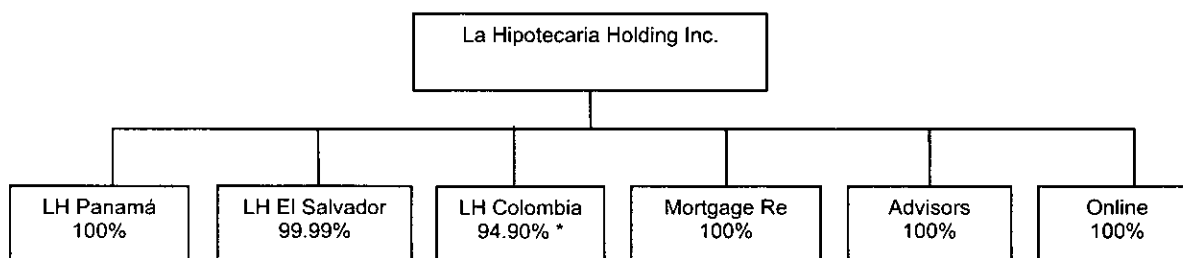 La Hipotecaria Holding Inc.
LH Panamá
100%
LH El Salvador
99.99%
LH Colombia
94.90% *
Mortgage Re
100%
Advisors
100%
Online
100%